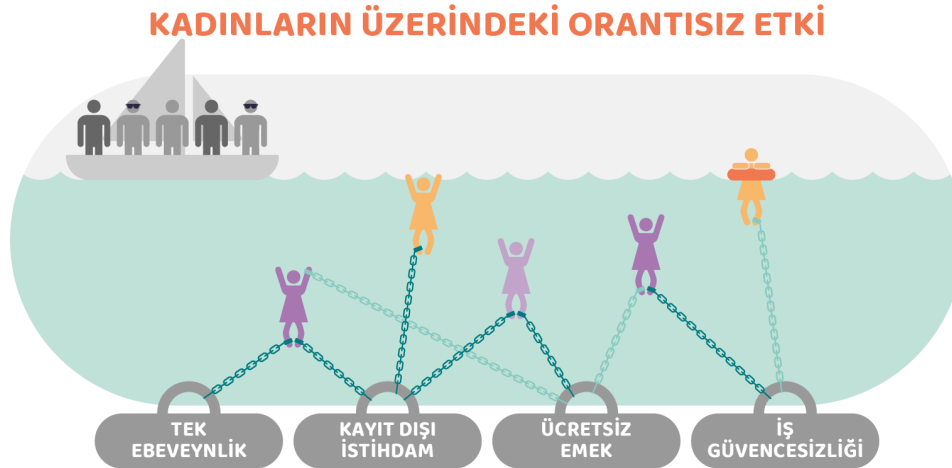 KADINLARIN ÜZERİNDEKİ ORANTISIZ ETKİ
TEK
EBEVEYNLİK
KAYIT DIŞI
İSTİHDAM
ÜCRETSİZ
EMEK
İŞ
GÜVENCESİZLİĞİ